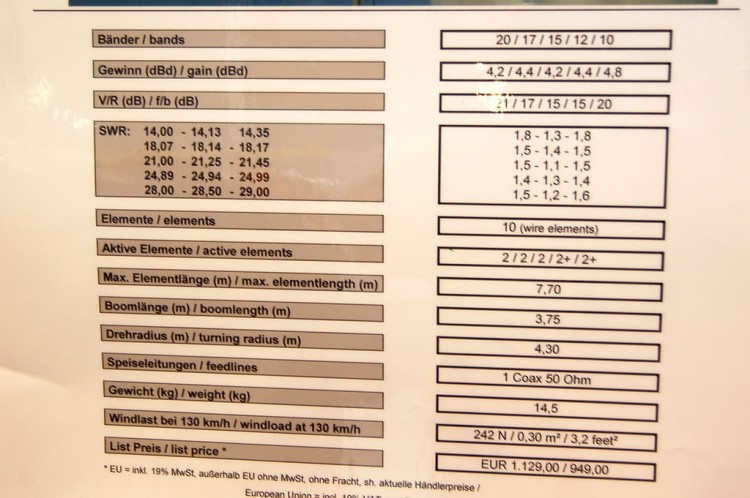 Bänder / bands 20 / 17 / 15 / 12 / 10
Gewinn (dBd) / gain (dBd) 4,2 / 4,4 / 4,2 / 4,4 / 4,8
V/R (dB) / f/b (dB) 21 / 17 / 15 / 15 / 20
SWR: 14,00 - 14,13 14,35 1,8 - 1,3 - 1,8
18,07 - 18,14 - 18,17 1,5 - 1,4 - 1,5
21,00 - 21,25 - 21,45 1,5 - 1,1 - 1,5
24,89 - 24,94 - 24,99 1,4 - 1,3 - 1,4
28,00 - 28,50 - 29,00 1,5 - 1,2 - 1,6
Elemente / elements 10 (wire elements)
Aktive Elemente / active elements 2 / 2 / 2 / 2+ / 2+
Max. Elementlänge (m) / max. elementlength (m) 7,70
Boomlänge (m) / boomlength (m) 3,75
Drehradius (m) / turning radius (m) 4,30
Speiseleitungen / feedlines 1 Coax 50 Ohm
Gewicht (kg) / weight (kg) 14,5
Windlast bei 130 km/h / windload at 130 km/h 242 N / 0,30 m² / 3,2 feet²
List Preis / list price * EUR 1.129,00 / 949,00
* EU = inkl. 19% MwSt, außerhalb EU ohne MwSt, ohne Fracht, sh. aktuelle Händlerpreise /
European Union = incl. 19% VAT